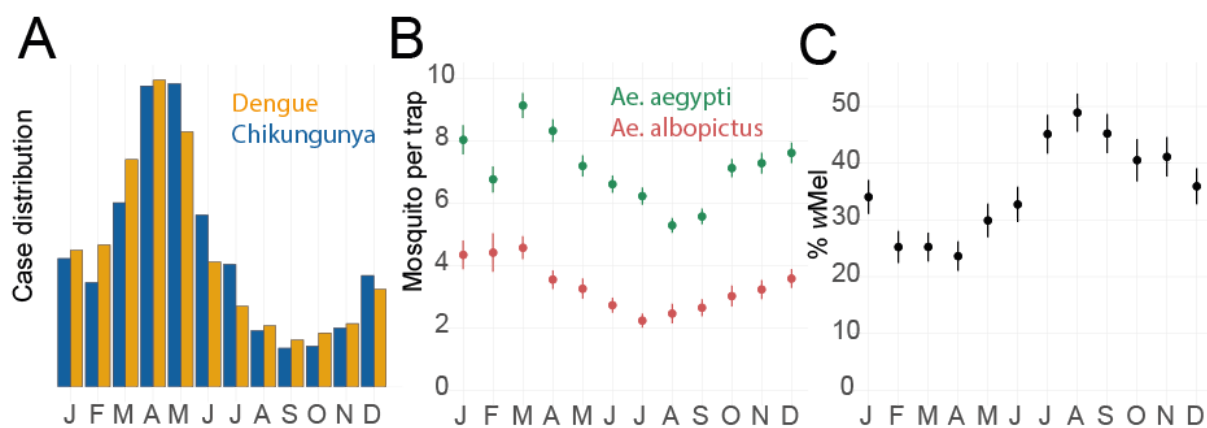 A
Case distribution
Dengue
Chikungunya
J F M A M J J A S O N D
B
Mosquito per trap
10
8
6
4
2
0
Ae. aegypti
Ae. albopictus
J F M A M J J A S O N D
C
% wMel
50
40
30
20
10
0
J F M A M J J A S O N D